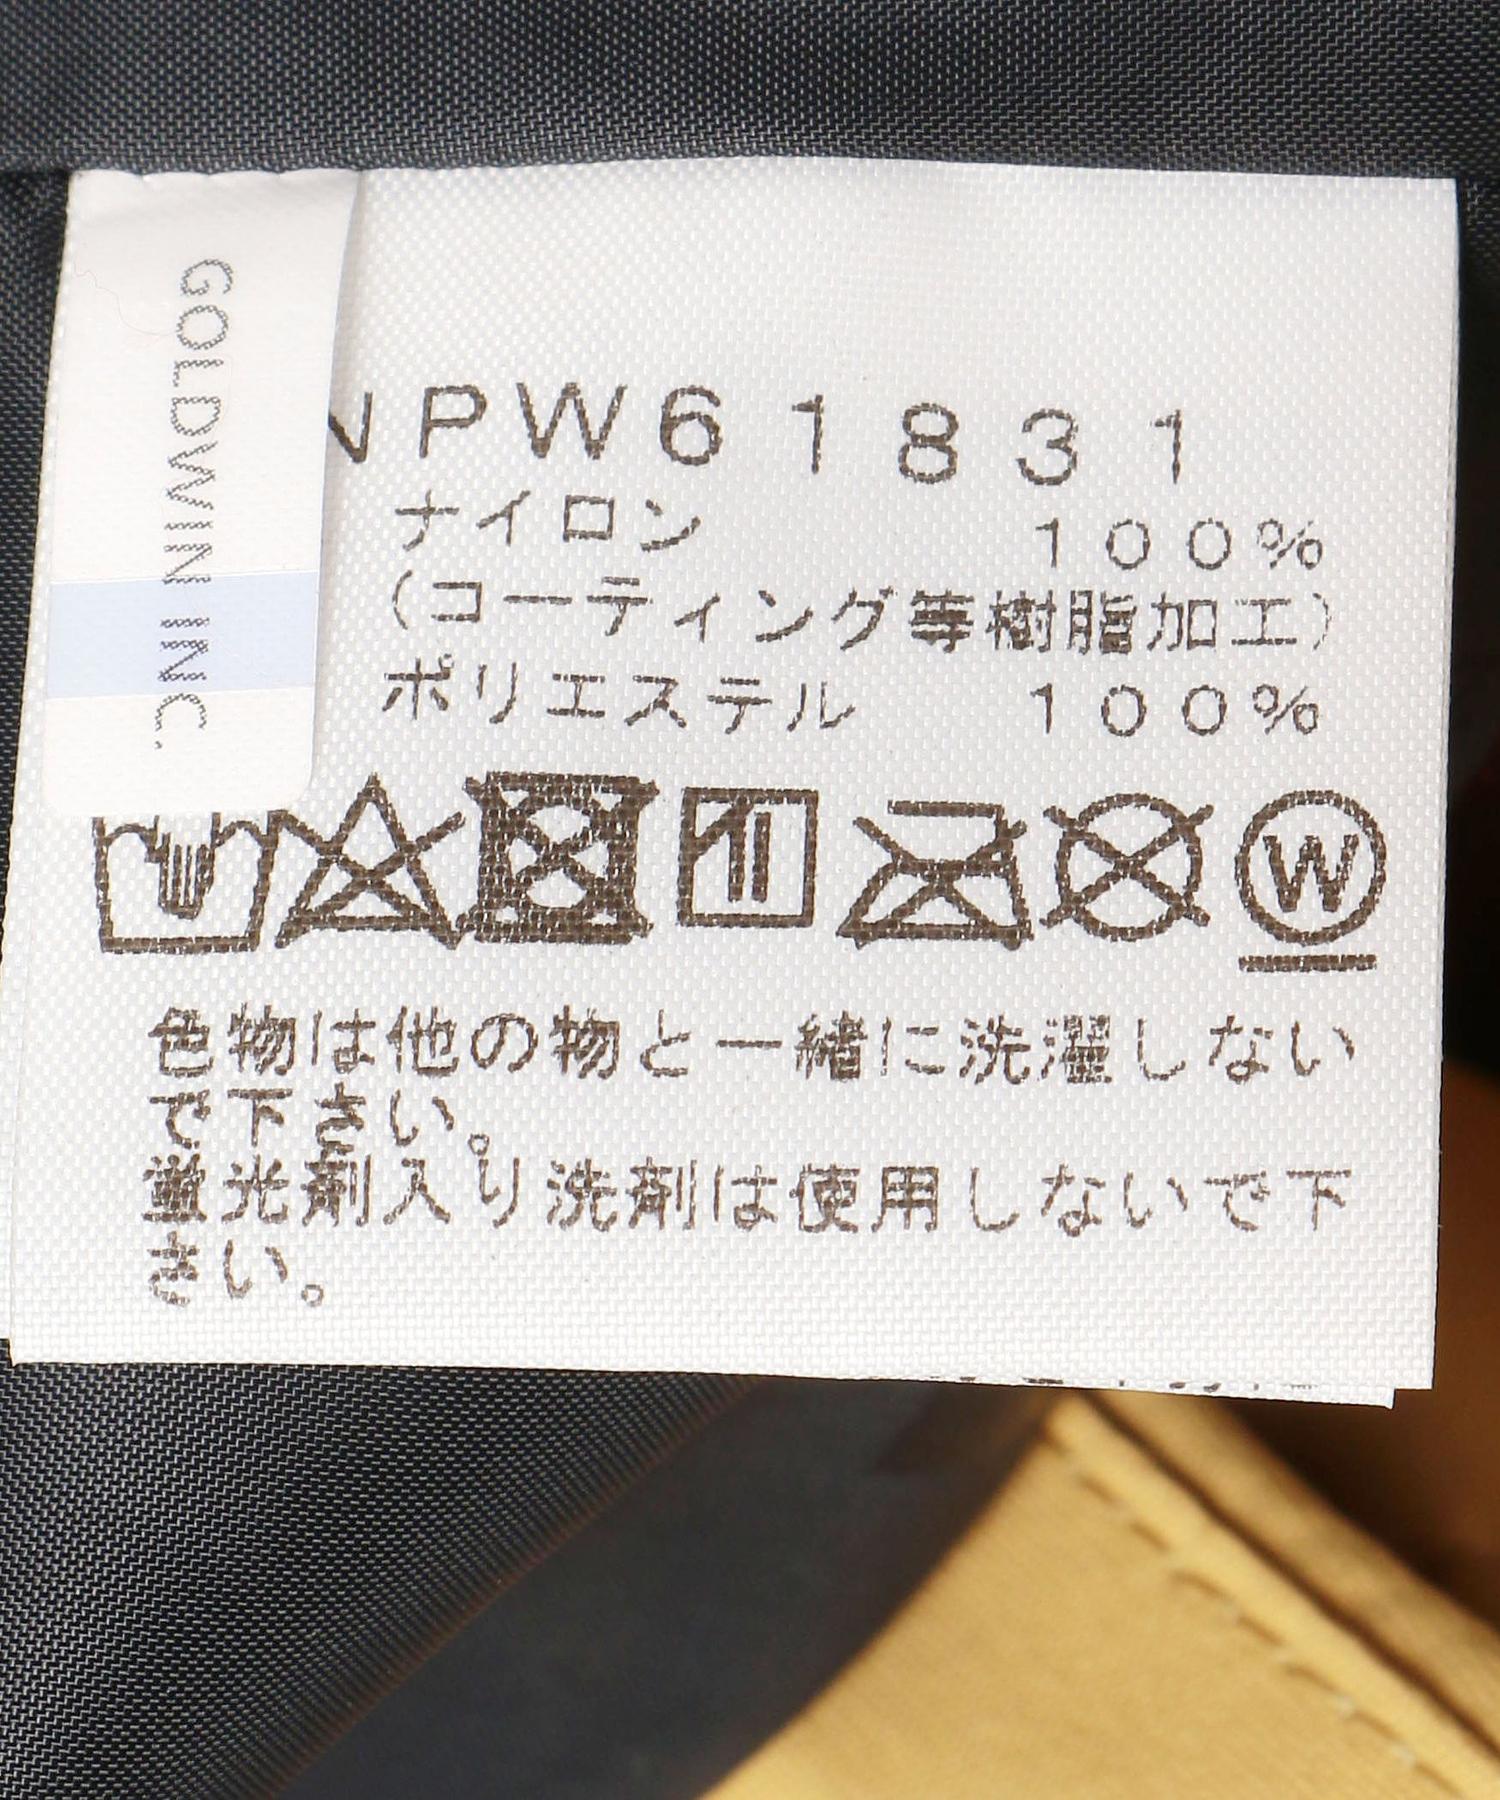 GOLDWIN INC.
NPW61831
ナイロン 100%
(コーティング等樹脂加工)
ポリエステル 100%
W
色物は他の物と一緒に洗濯しない
で下さい。
蛍光剤入り洗剤は使用しないで下
さい。